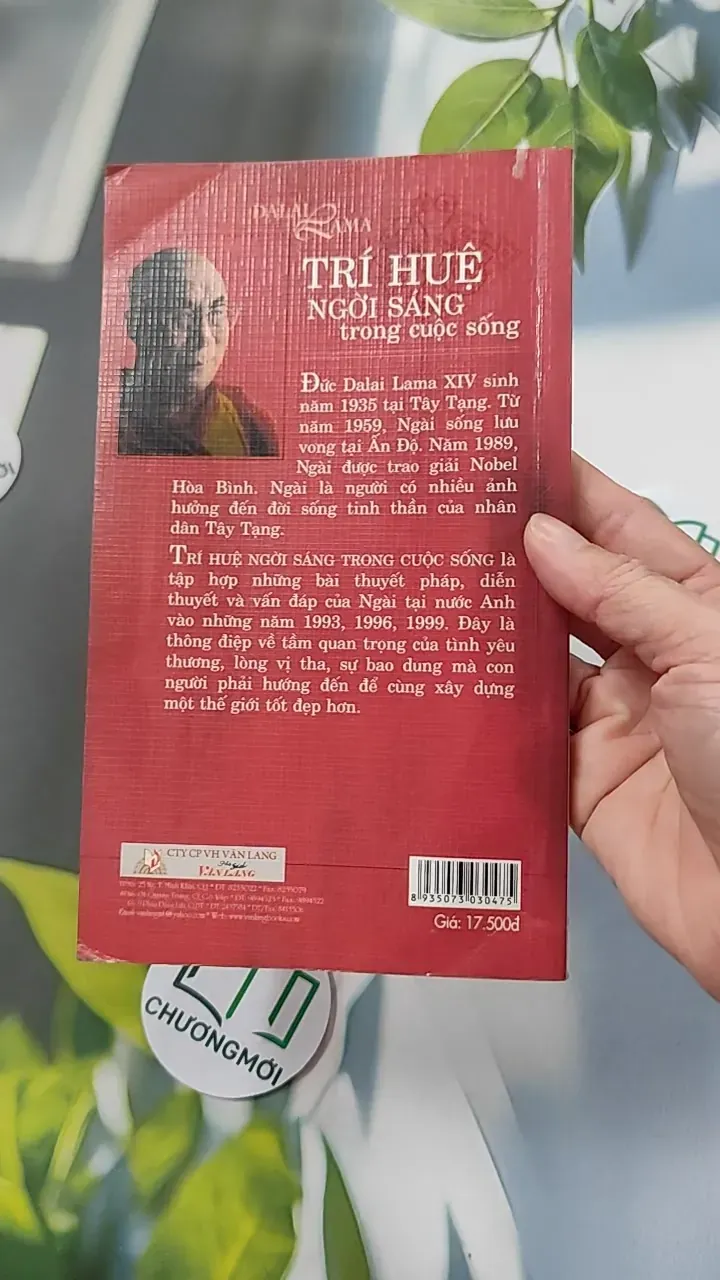 DALAI LAMA
TRÍ HUỆ
NGỜI SÁNG
trong cuộc sống
Đức Dalai Lama XIV sinh
năm 1935 tại Tây Tạng. Từ
năm 1959, Ngài sống lưu
vong tại Ấn Độ. Năm 1989,
Ngài được trao giải Nobel
Hòa Bình. Ngài là người có nhiều ảnh
hưởng đến đời sống tinh thần của nhân
dân Tây Tạng.
TRÍ HUỆ NGỜI SÁNG TRONG CUỘC SỐNG là
tập hợp những bài thuyết pháp, diễn
thuyết và vấn đáp của Ngài tại nước Anh
vào những năm 1993, 1996, 1999. Đây là
thông điệp về tầm quan trọng của tình yêu
thương, lòng vị tha, sự bao dung mà con
người phải hướng đến để cùng xây dựng
một thế giới tốt đẹp hơn.
CTY CP VH VĂN LANG
VĂN LANG
8 935073 030475
Giá: 17.500đ
CHƯƠNGMỚI